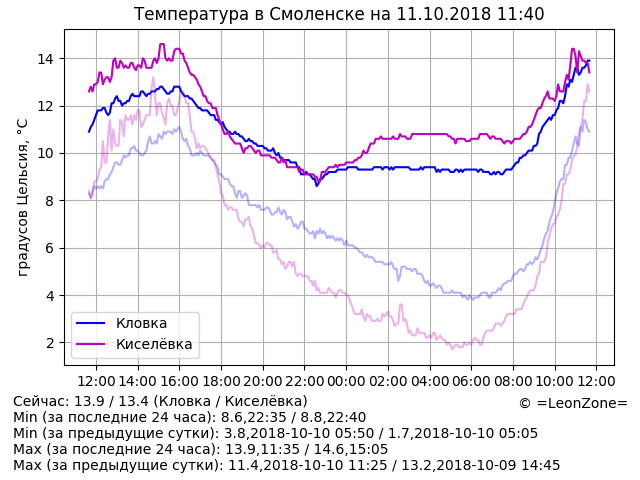 Температура в Смоленске на 11.10.2018 11:40
градусов Цельсия, °C
14
12
10
8
6
4
2
Кловка
Киселёвка
12:00 14:00 16:00 18:00 20:00 22:00 00:00 02:00 04:00 06:00 08:00 10:00 12:00
Сейчас: 13.9 / 13.4 (Кловка / Киселёвка)
© =LeonZone=
Min (за последние 24 часа): 8.6,22:35 / 8.8,22:40
Min (за предыдущие сутки): 3.8,2018-10-10 05:50 / 1.7,2018-10-10 05:05
Max (за последние 24 часа): 13.9,11:35 / 14.6,15:05
Max (за предыдущие сутки): 11.4,2018-10-10 11:25 / 13.2,2018-10-09 14:45